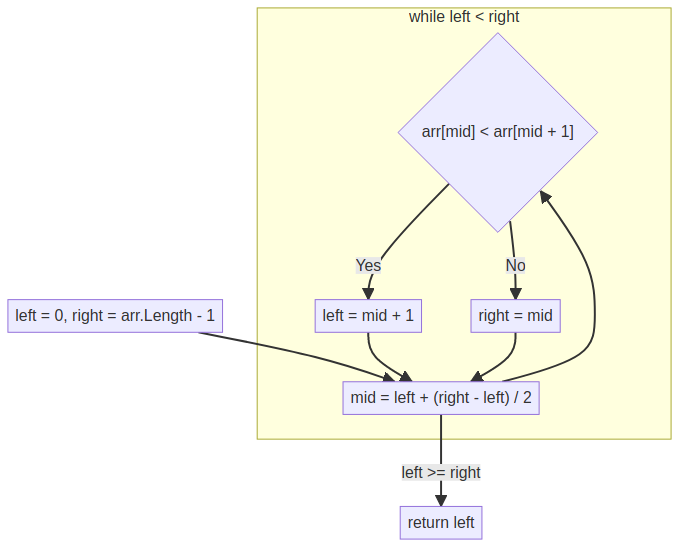 while left < right
arr[mid] < arr[mid + 1]
Yes
No
left = 0, right = arr.Length - 1
left = mid + 1
right = mid
mid = left + (right - left) / 2
left >= right
return left